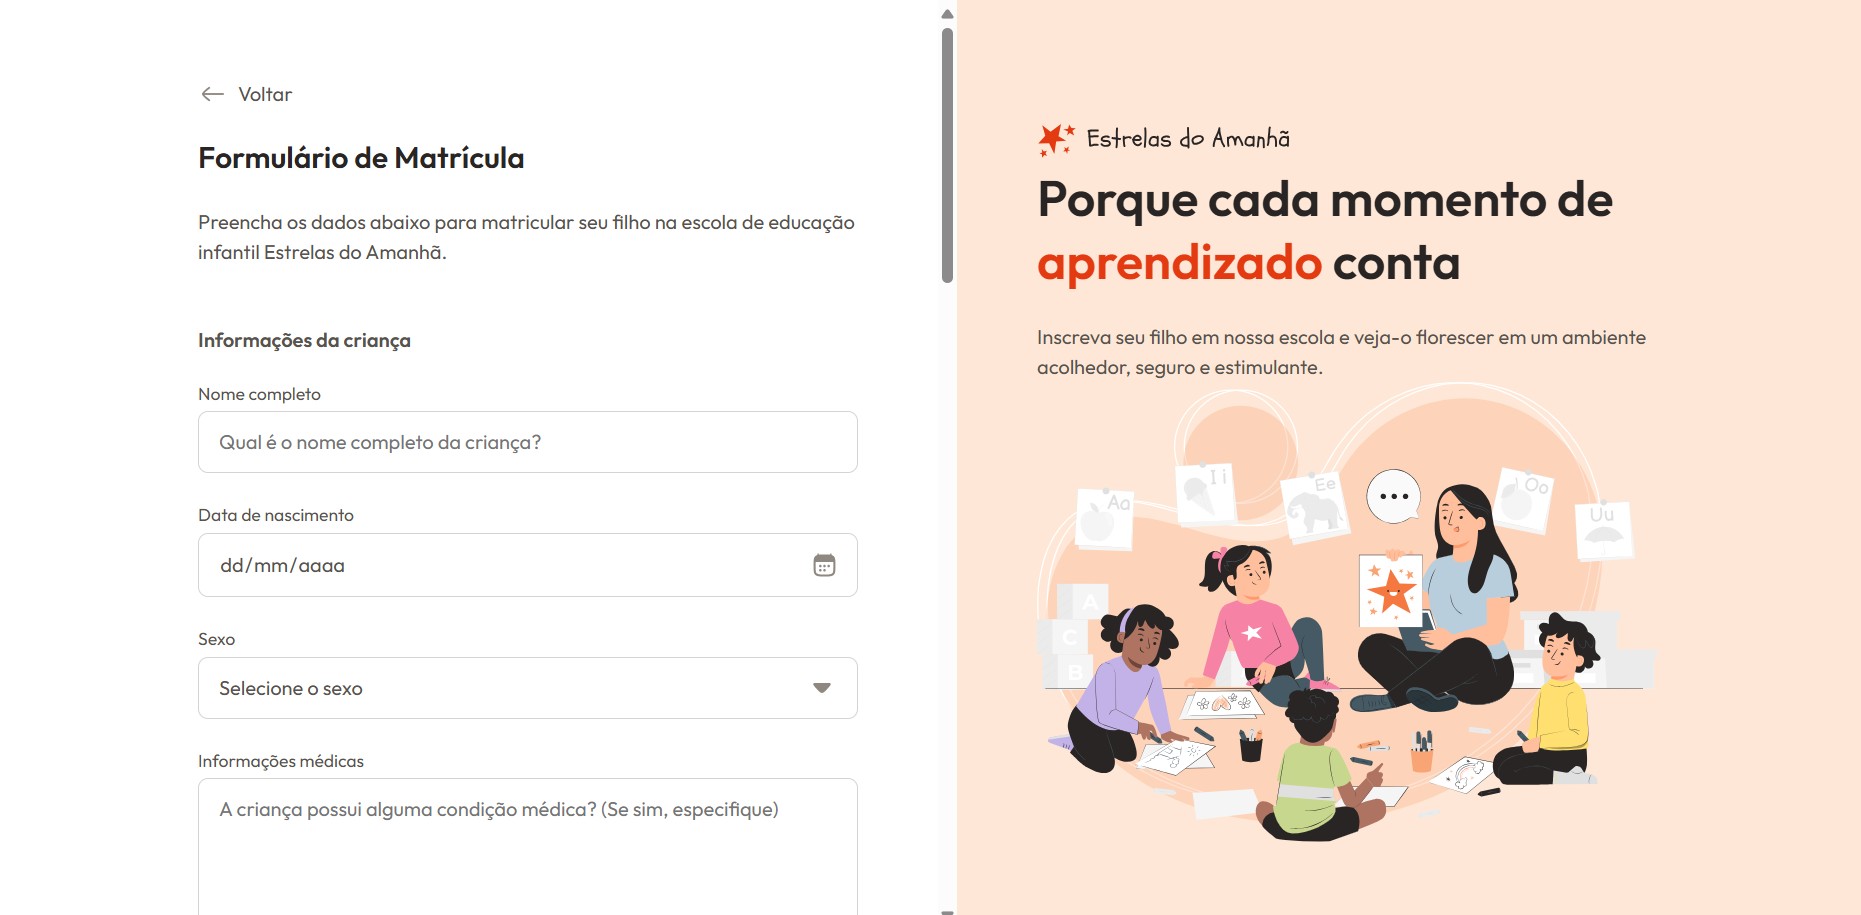 Voltar
Formulário de Matrícula
Preencha os dados abaixo para matricular seu filho na escola de educação
infantil Estrelas do Amanhã.
Informações da criança
Nome completo
Qual é o nome completo da criança?
Data de nascimento
dd/mm/aaaa
Sexo
Selecione o sexo
Informações médicas
A criança possui alguma condição médica? (Se sim, especifique)
Estrelas do Amanhã
Porque cada momento de
aprendizado conta
Inscreva seu filho em nossa escola e veja-o florescer em um ambiente
acolhedor, seguro e estimulante.
Aa
I i
Ee
Oo
Uu
A
C
B